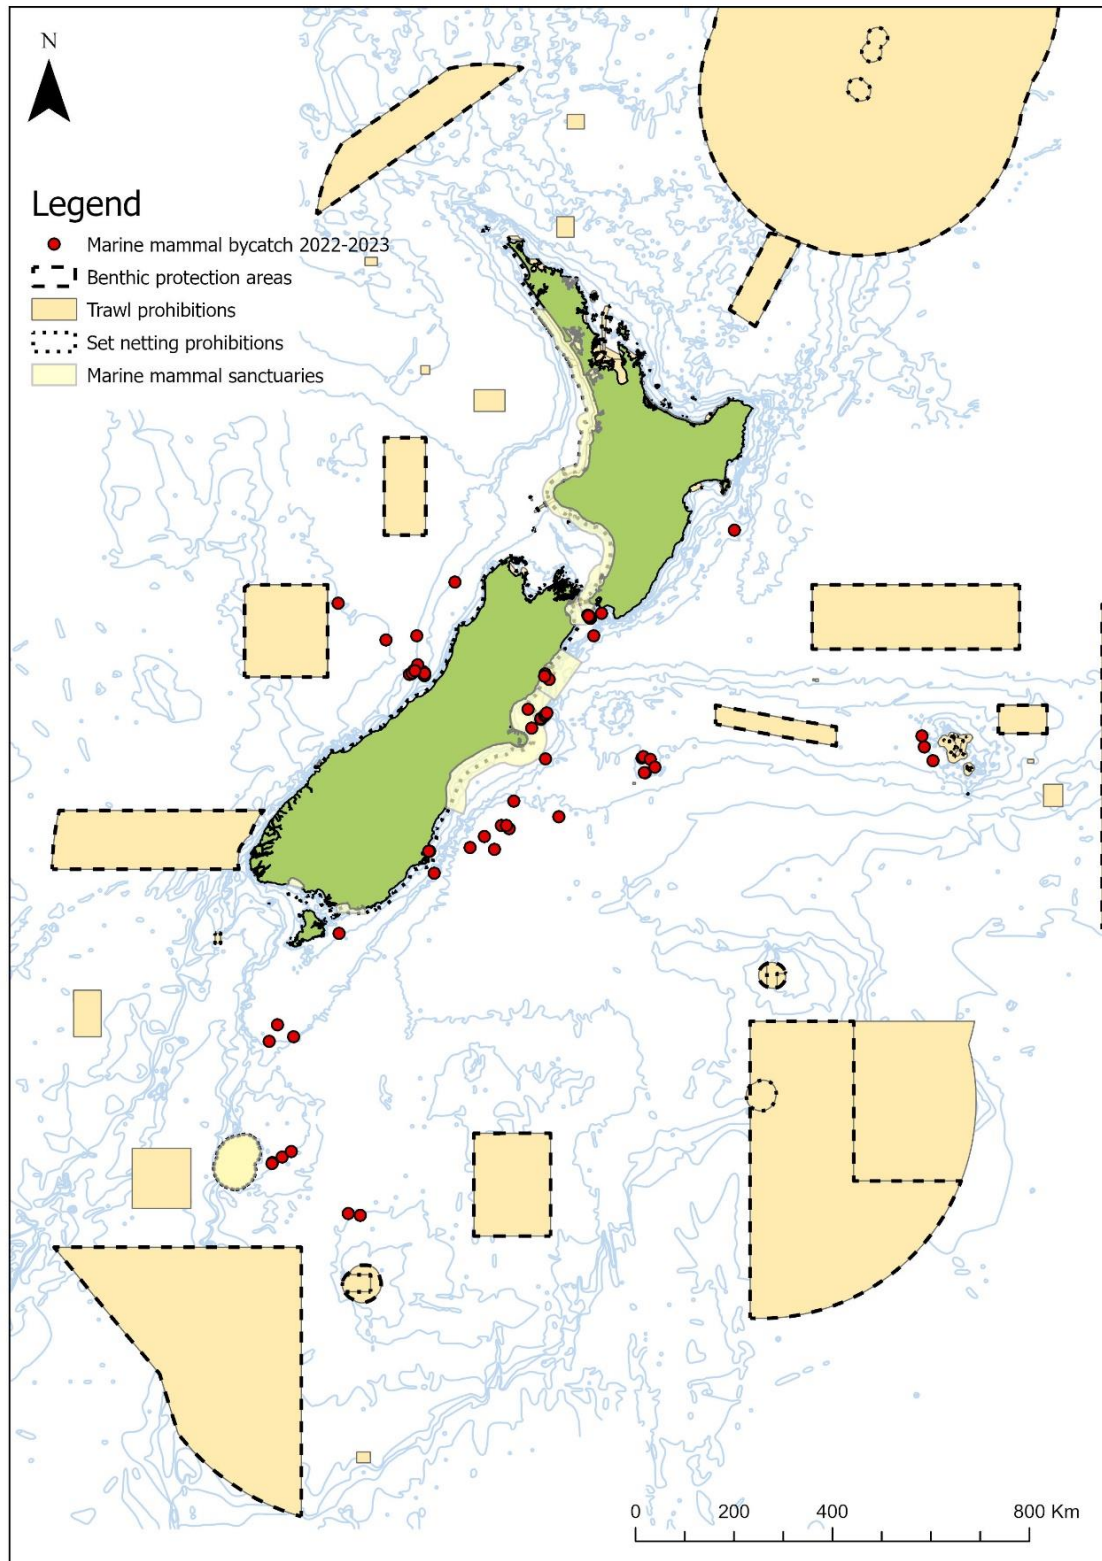 N
Legend
Marine mammal bycatch 2022-2023
Benthic protection areas
Trawl prohibitions
Set netting prohibitions
Marine mammal sanctuaries
0 200 400 800 Km